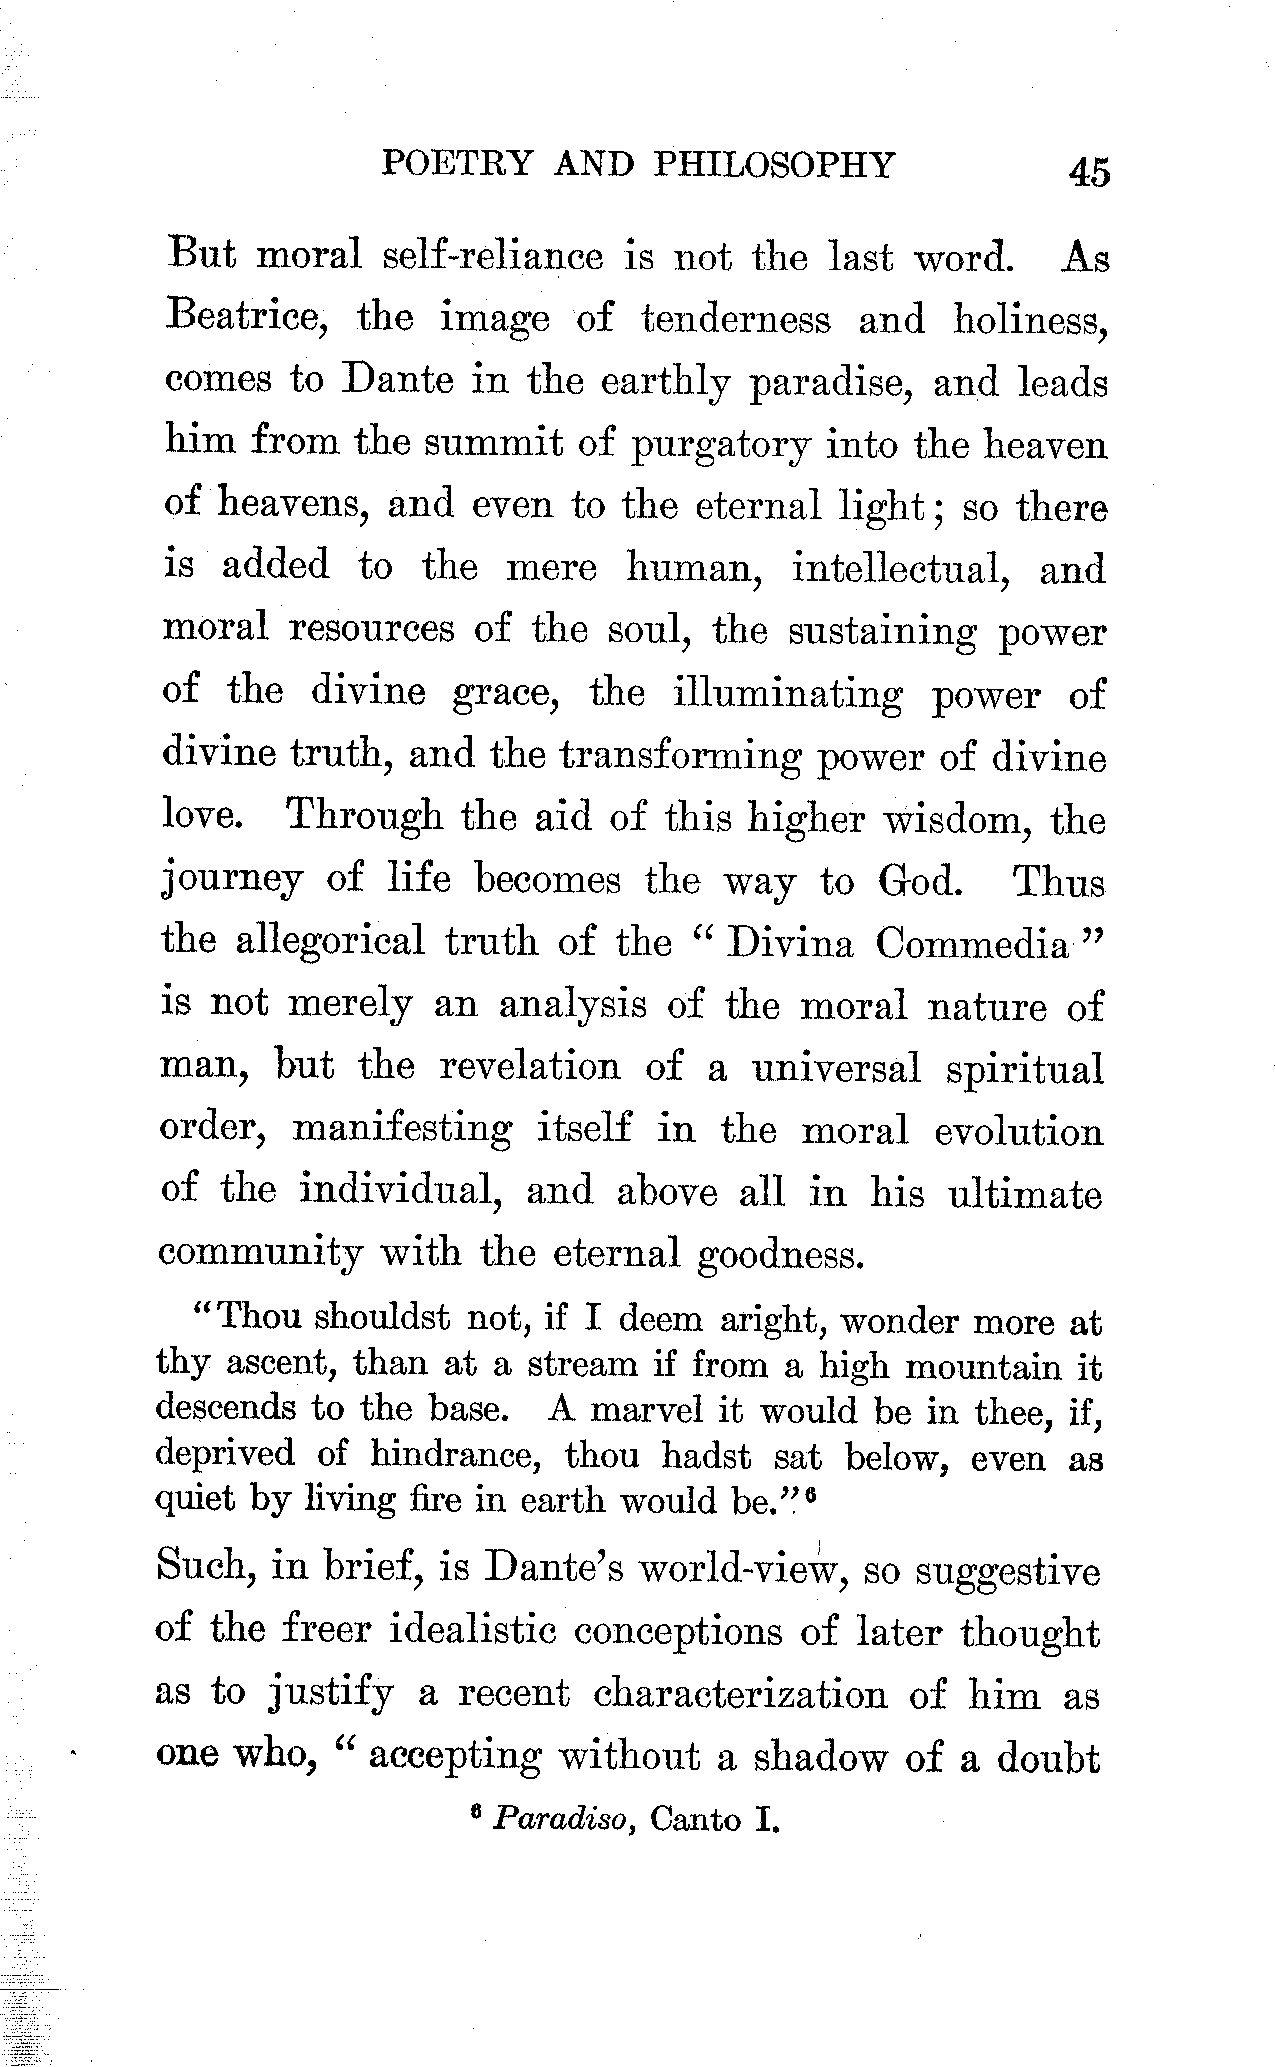 POETRY AND PHILOSOPHY 45
But moral self-reliance is not the last word. As
Beatrice, the image of tenderness and holiness,
comes to Dante in the earthly paradise, and leads
him from the summit of purgatory into the heaven
of heavens, and even to the eternal light; so there
is added to the mere human, intellectual, and
moral resources of the soul, the sustaining power
of the divine grace, the illuminating power of
divine truth, and the transforming power of divine
love. Through the aid of this higher wisdom, the
journey of life becomes the way to God. Thus
the allegorical truth of the “ Divina Commedia ”
is not merely an analysis of the moral nature of
man, but the revelation of a universal spiritual
order, manifesting itself in the moral evolution
of the individual, and above all in his ultimate
community with the eternal goodness.
“Thou shouldst not, if I deem aright, wonder more at
thy ascent, than at a stream if from a high mountain it
descends to the base. A marvel it would be in thee, if,
deprived of hindrance, thou hadst sat below, even as
quiet by living fire in earth would be.”⁶
Such, in brief, is Dante’s world-view, so suggestive
of the freer idealistic conceptions of later thought
as to justify a recent characterization of him as
one who, “ accepting without a shadow of a doubt
⁶ Paradiso, Canto I.